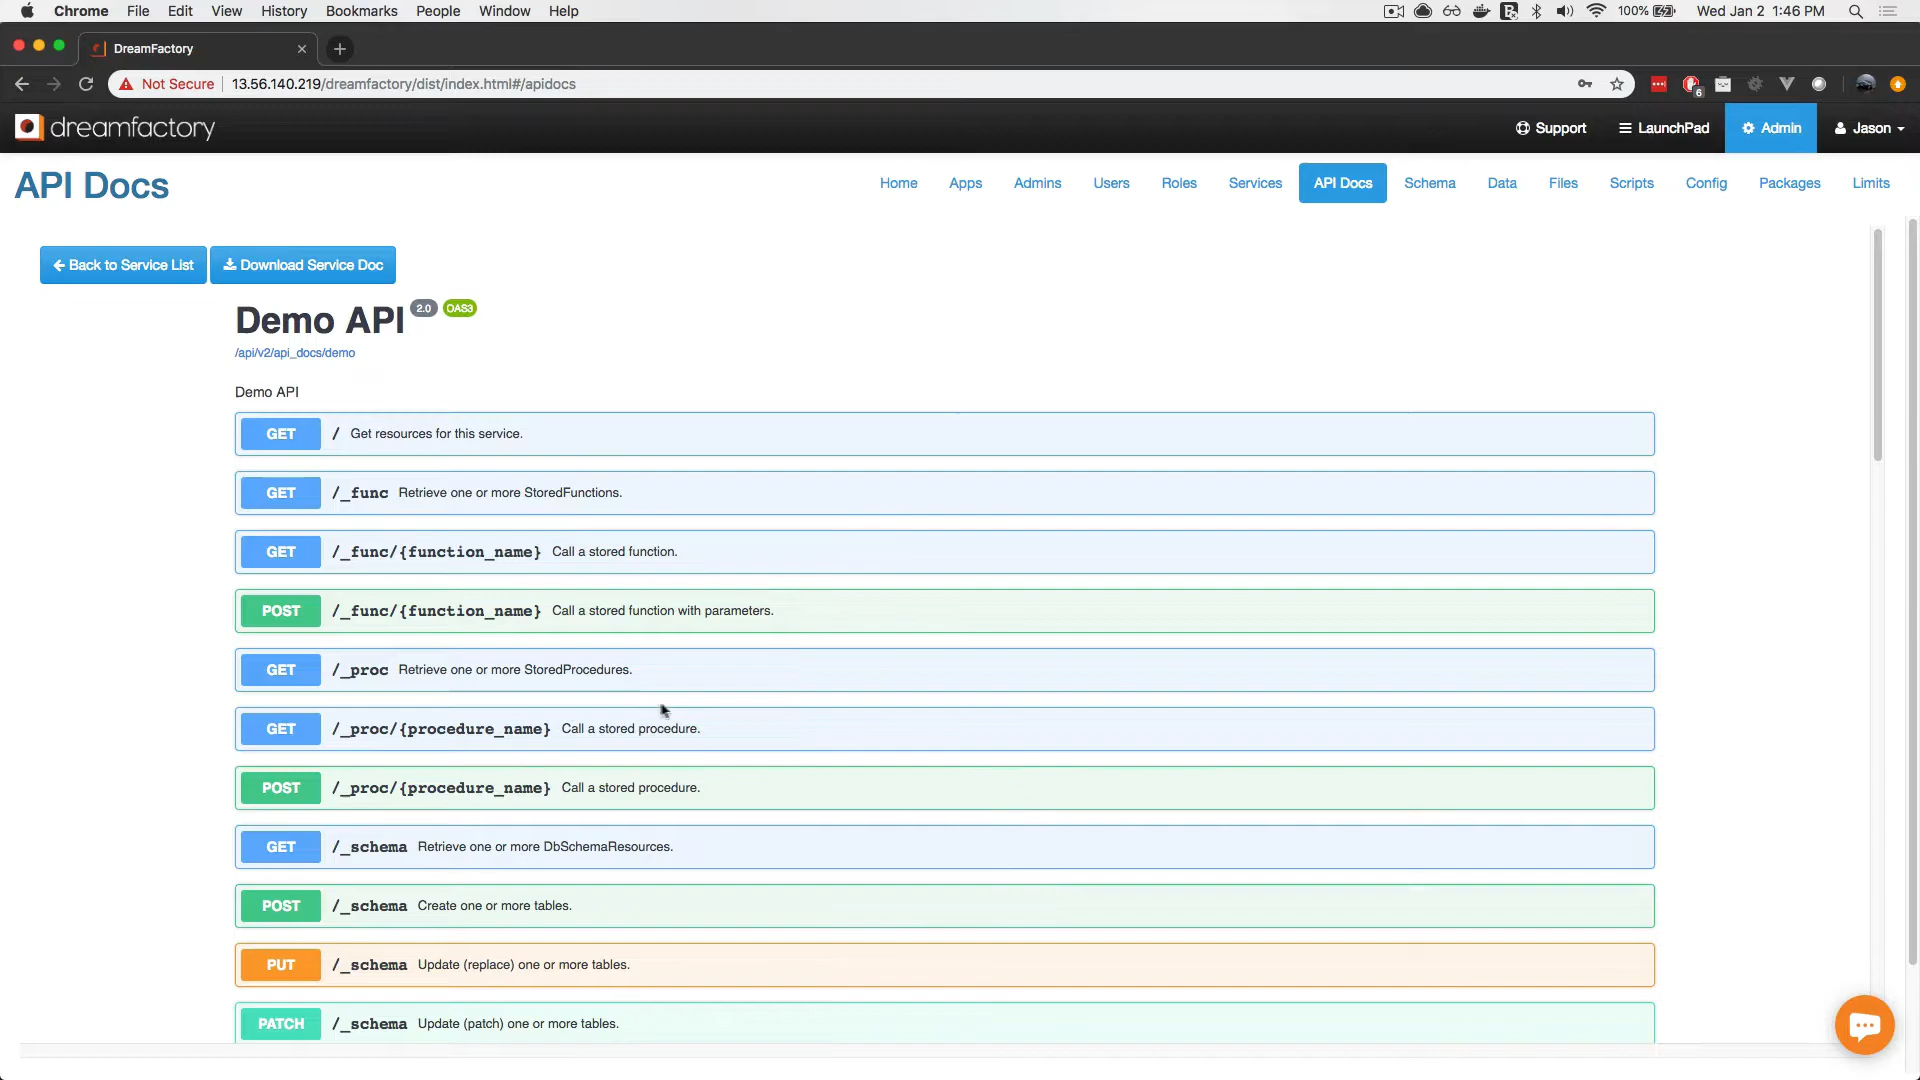 Chrome File Edit View History Bookmarks People Window Help 100% Wed Jan 2 1:46 PM
DreamFactory
Not Secure 13.56.140.219/dreamfactory/dist/index.html#/apidocs 6
dreamfactory Support LaunchPad Admin Jason
API Docs Home Apps Admins Users Roles Services API Docs Schema Data Files Scripts Config Packages Limits
Back to Service List Download Service Doc
Demo API 2.0 OAS3
/api/v2/api_docs/demo
Demo API
GET / Get resources for this service.
GET /_func Retrieve one or more StoredFunctions.
GET /_func/{function_name} Call a stored function.
POST /_func/{function_name} Call a stored function with parameters.
GET /_proc Retrieve one or more StoredProcedures.
GET /_proc/{procedure_name} Call a stored procedure.
POST /_proc/{procedure_name} Call a stored procedure.
GET /_schema Retrieve one or more DbSchemaResources.
POST /_schema Create one or more tables.
PUT /_schema Update (replace) one or more tables.
PATCH /_schema Update (patch) one or more tables.